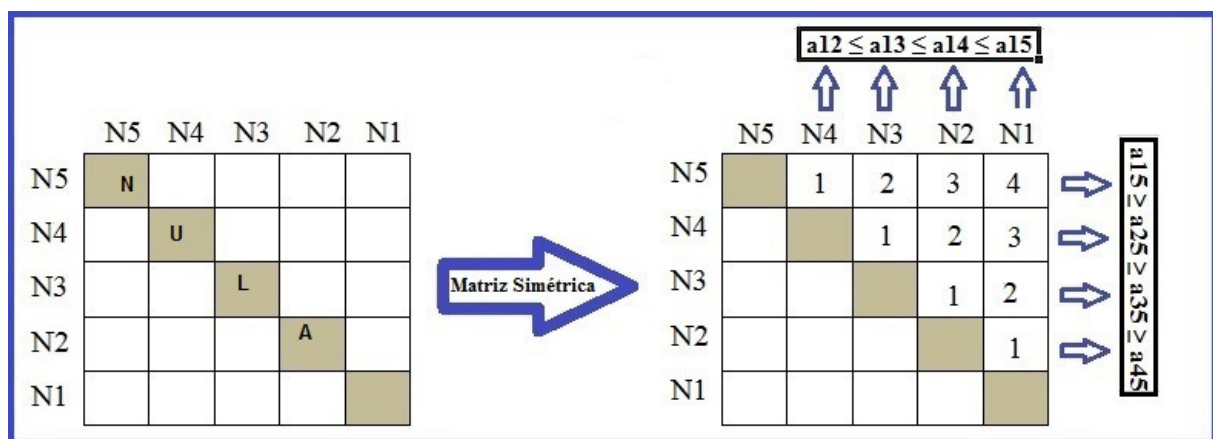 a12 ≤ a13 ≤ a14 ≤ a15
N5 N4 N3 N2 N1
N5 N
N4 U
N3 L
N2 A
N1
Matriz Simétrica
N5 N4 N3 N2 N1
N5 1 2 3 4
N4 1 2 3
N3 1 2
N2 1
N1
a15 ≥ a25 ≥ a35 ≥ a45